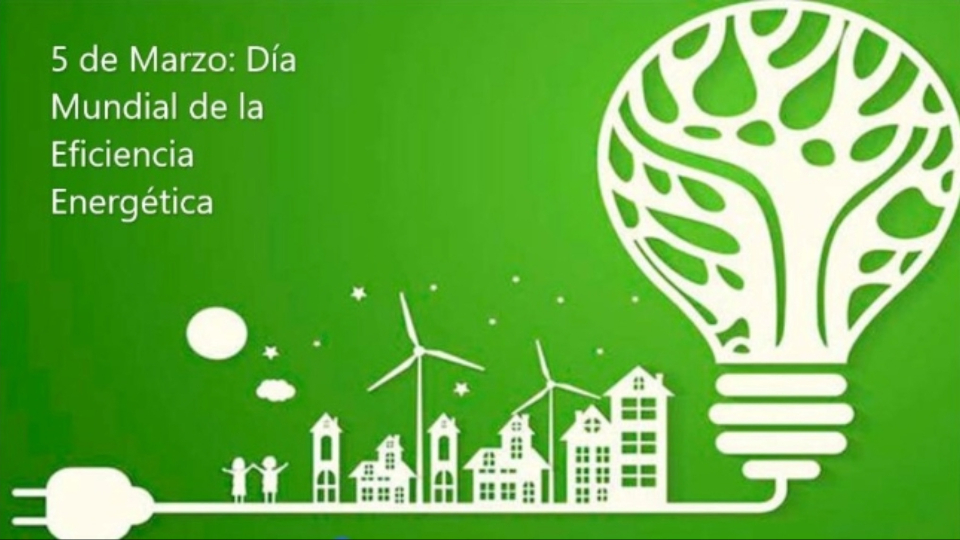 5 de Marzo: Día
Mundial de la
Eficiencia
Energética